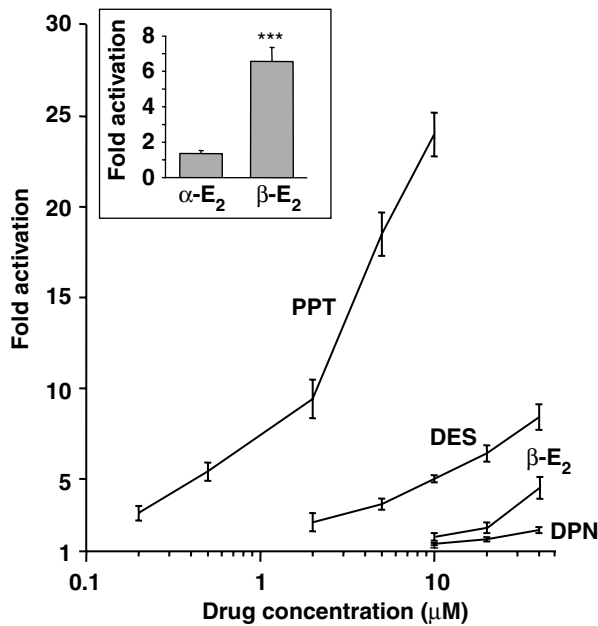 30
25
20
15
10
5
1
Fold activation
8
6
4
2
0
Fold activation
***
α-E₂
β-E₂
PPT
DES
β-E₂
DPN
0.1
1
10
Drug concentration (μM)